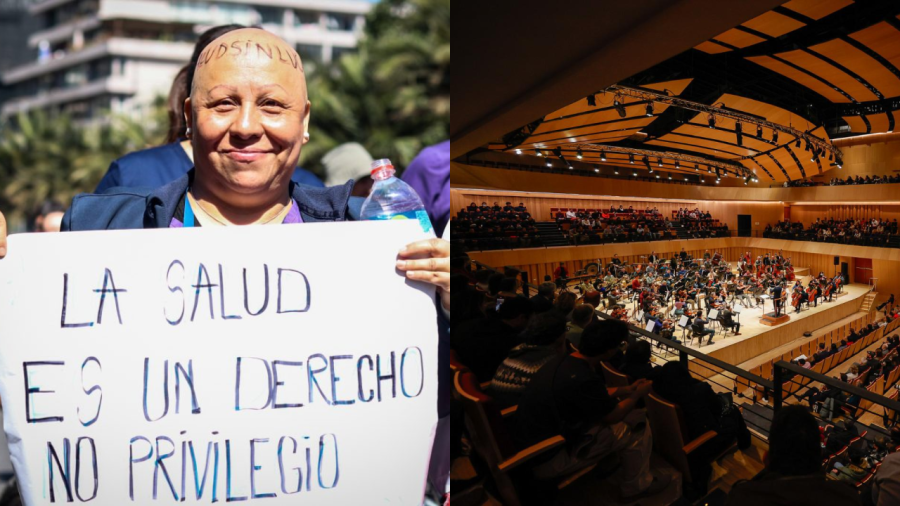 LA SALUD
ES UN DERECHO
NO PRIVILEGIO